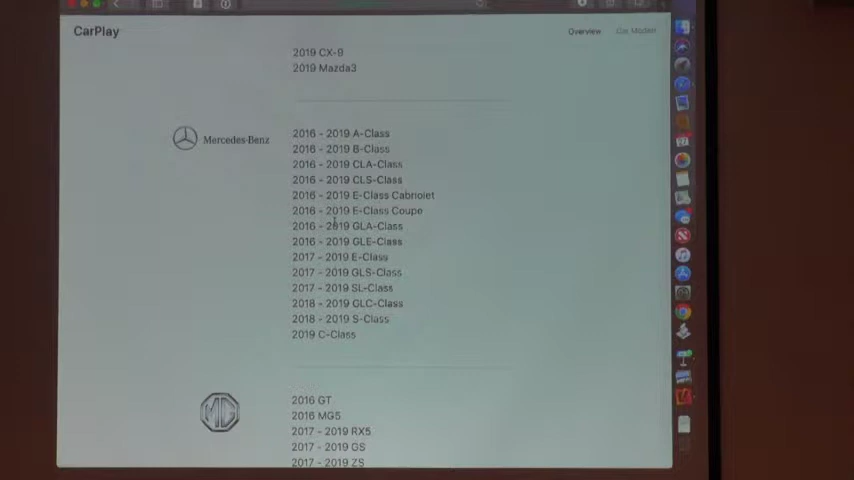 CarPlay
Overview
Car Models
2019 CX-9
2019 Mazda3
Mercedes-Benz
2016 - 2019 A-Class
2016 - 2019 B-Class
2016 - 2019 CLA-Class
2016 - 2019 CLS-Class
2016 - 2019 E-Class Cabriolet
2016 - 2019 E-Class Coupe
2016 - 2019 GLA-Class
2016 - 2019 GLE-Class
2017 - 2019 E-Class
2017 - 2019 GLS-Class
2017 - 2019 SL-Class
2018 - 2019 GLC-Class
2018 - 2019 S-Class
2019 C-Class
MG
2016 GT
2016 MG5
2017 - 2019 RX5
2017 - 2019 GS
2017 - 2019 ZS